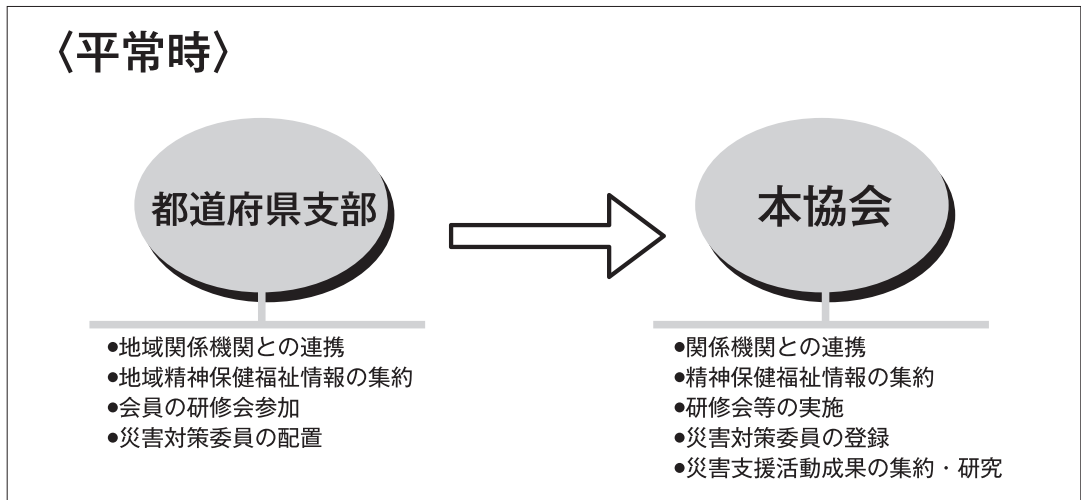 〈平常時〉
都道府県支部
●地域関係機関との連携
●地域精神保健福祉情報の集約
●会員の研修会参加
●災害対策委員の配置
本協会
●関係機関との連携
●精神保健福祉情報の集約
●研修会等の実施
●災害対策委員の登録
●災害支援活動成果の集約・研究